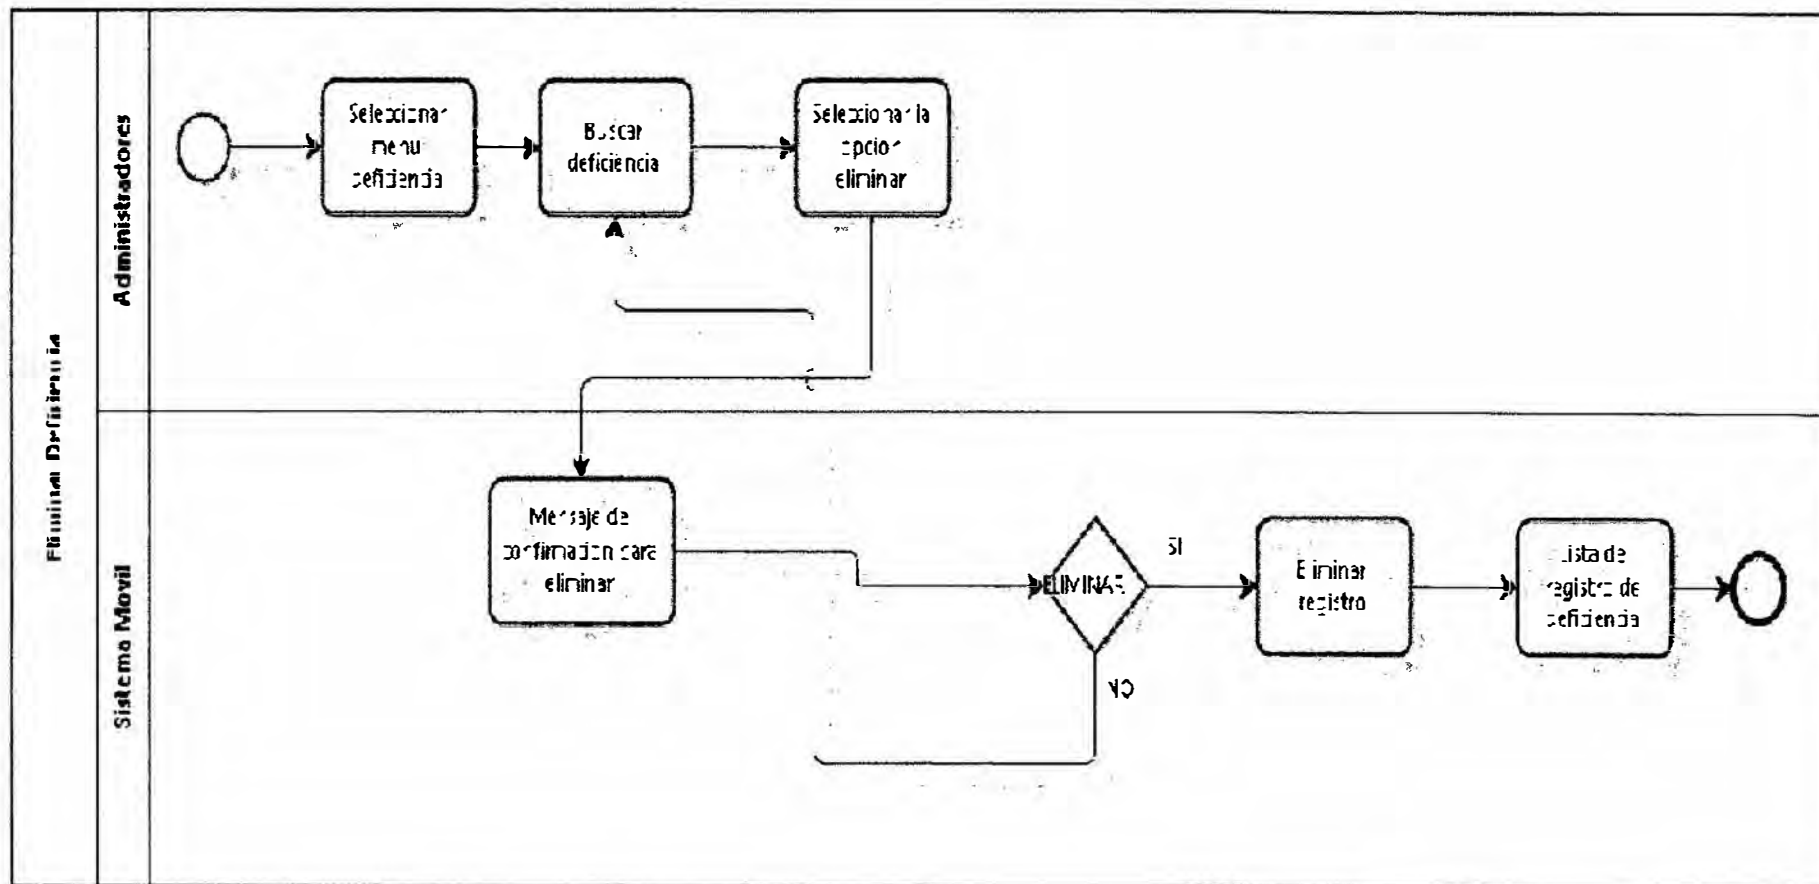 Eliminar Deficiencia
Administradores
Seleccionar
menu
deficiencia
Buscar
deficiencia
Seleccionar la
opcion
eliminar
Sistema Movil
Mensaje de
confirmacion para
eliminar
ELIMINAR
SI
NO
Eliminar
registro
Lista de
registro de
deficiencia